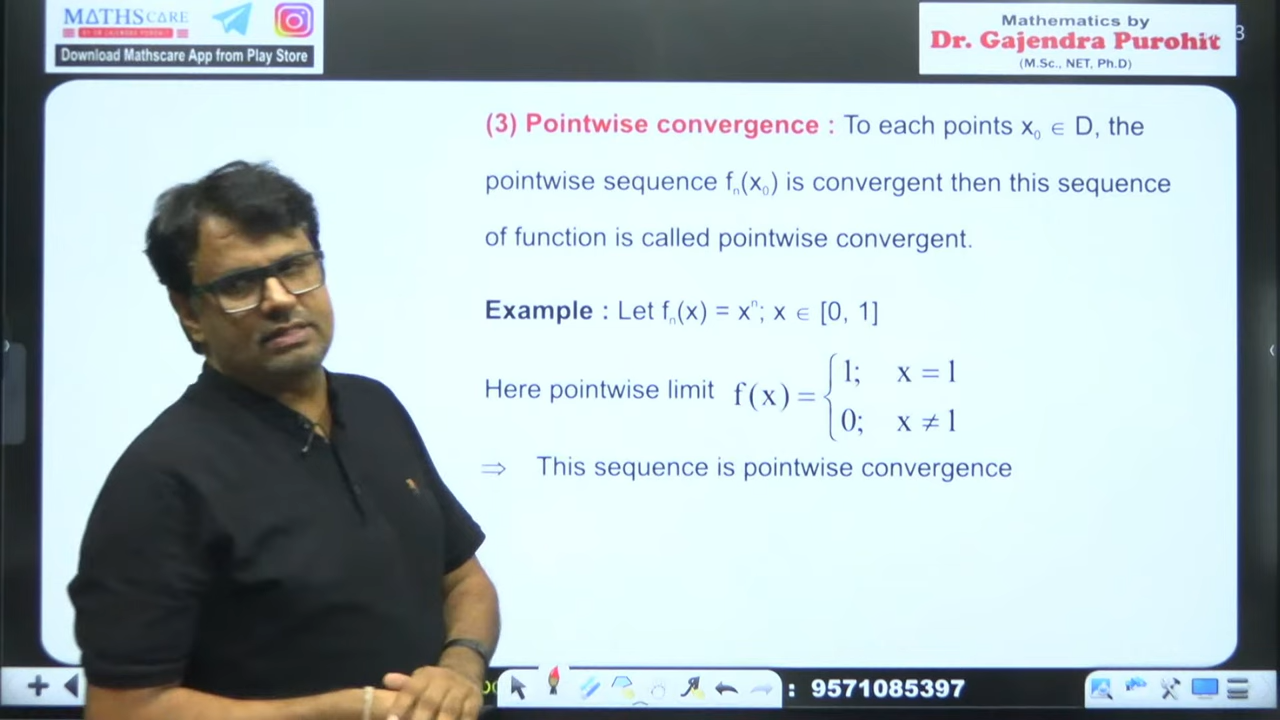 MATHSCARE
Download Mathscare App from Play Store
Mathematics by
Dr. Gajendra Purohit
(M.Sc., NET, Ph.D)
3
(3) Pointwise convergence : To each points x₀ ∈ D, the
pointwise sequence fₙ(x₀) is convergent then this sequence
of function is called pointwise convergent.
Example : Let fₙ(x) = xⁿ; x ∈ [0, 1]
Here pointwise limit f(x) = { 1; x = 1
0; x ≠ 1
⇒ This sequence is pointwise convergence
: 9571085397